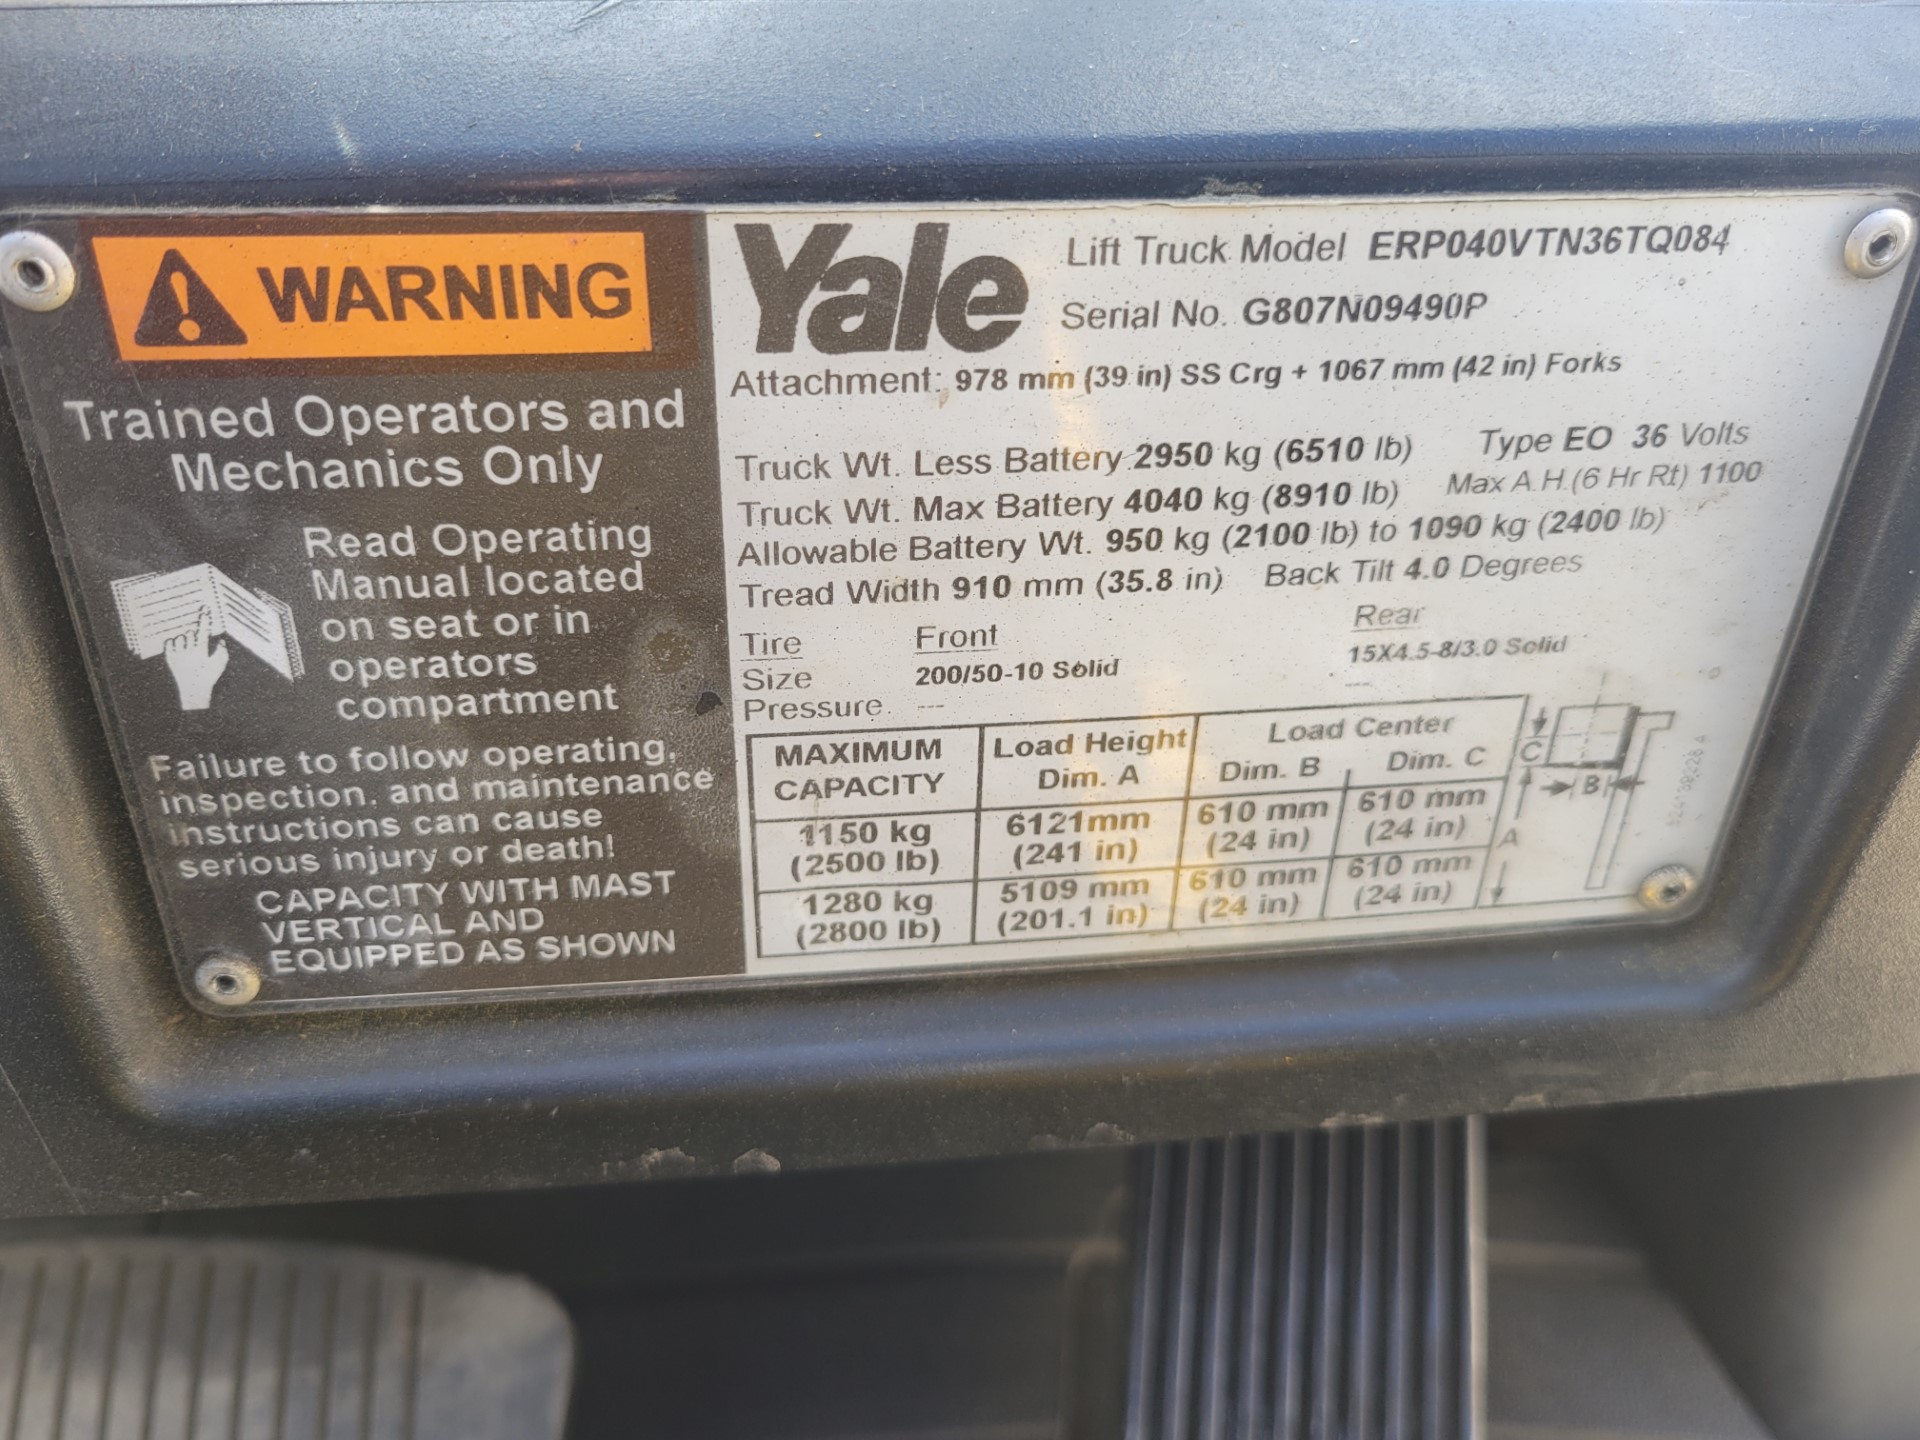 WARNING
Trained Operators and
Mechanics Only
Read Operating
Manual located
on seat or in
operators
compartment
Failure to follow operating,
inspection, and maintenance
instructions can cause
serious injury or death!
CAPACITY WITH MAST
VERTICAL AND
EQUIPPED AS SHOWN
Yale
Lift Truck Model ERP040VTN36TQ084
Serial No. G807N09490P
Attachment: 978 mm (39 in) SS Crg + 1067 mm (42 in) Forks
Truck Wt. Less Battery 2950 kg (6510 lb) Type EO 36 Volts
Truck Wt. Max Battery 4040 kg (8910 lb) Max A.H.(6 Hr Rt) 1100
Allowable Battery Wt. 950 kg (2100 lb) to 1090 kg (2400 lb)
Tread Width 910 mm (35.8 in) Back Tilt 4.0 Degrees
Tire Front Rear
Size 200/50-10 Solid 15X4.5-8/3.0 Solid
Pressure. --- ---
MAXIMUM CAPACITY Load Height Dim. A Load Center Dim. B Dim. C
1150 kg (2500 lb) 6121mm (241 in) 610 mm (24 in) 610 mm (24 in)
1280 kg (2800 lb) 5109 mm (201.1 in) 610 mm (24 in) 610 mm (24 in)
C
B
A